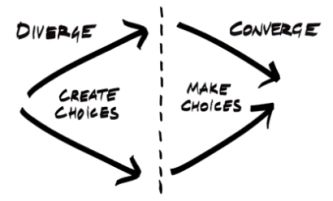 DIVERGE
CONVERGE
CREATE
CHOICES
MAKE
CHOICES